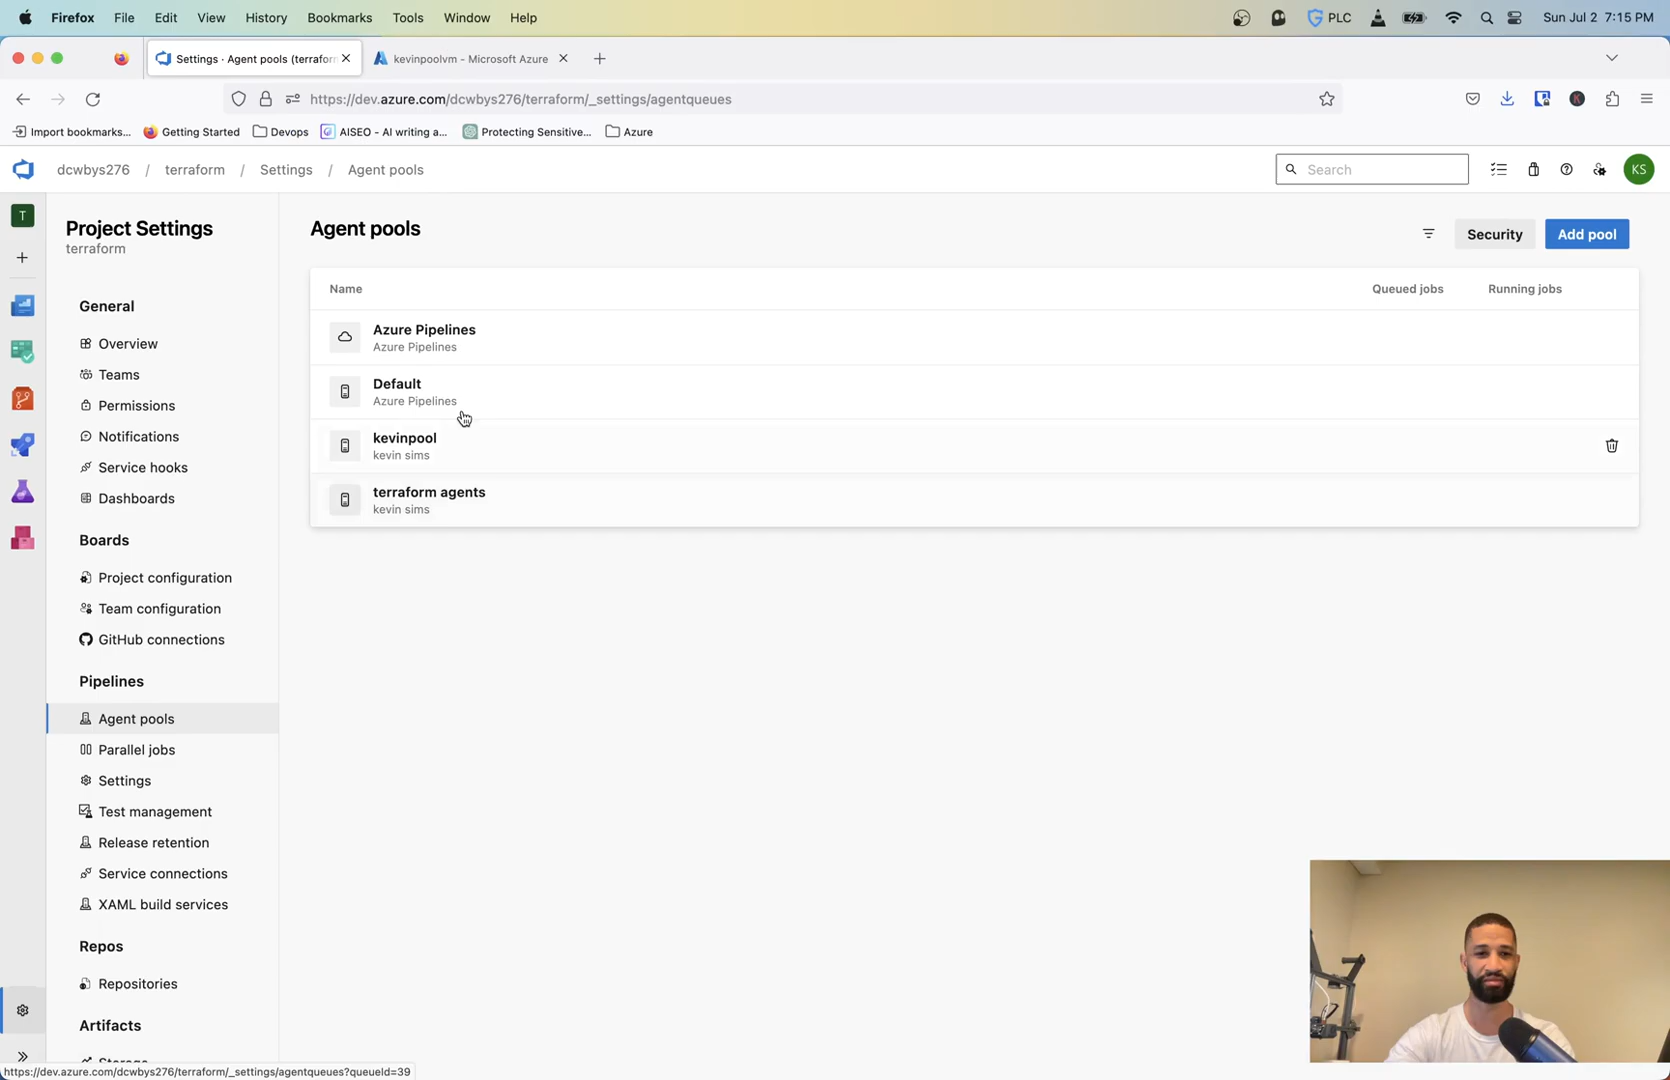 Firefox File Edit View History Bookmarks Tools Window Help PLC Sun Jul 2 7:15 PM
Settings · Agent pools (terraform kevinpoolvm - Microsoft Azure
https://dev.azure.com/dcwbys276/terraform/_settings/agentqueues
Import bookmarks... Getting Started Devops AISEO - AI writing a... Protecting Sensitive... Azure
dcwbys276 / terraform / Settings / Agent pools Search KS
T
Project Settings
terraform
General
Overview
Teams
Permissions
Notifications
Service hooks
Dashboards
Boards
Project configuration
Team configuration
GitHub connections
Pipelines
Agent pools
Parallel jobs
Settings
Test management
Release retention
Service connections
XAML build services
Repos
Repositories
Artifacts
Storage
Agent pools Security Add pool
Name Queued jobs Running jobs
Azure Pipelines
Azure Pipelines
Default
Azure Pipelines
kevinpool
kevin sims
terraform agents
kevin sims
https://dev.azure.com/dcwbys276/terraform/_settings/agentqueues?queueId=39